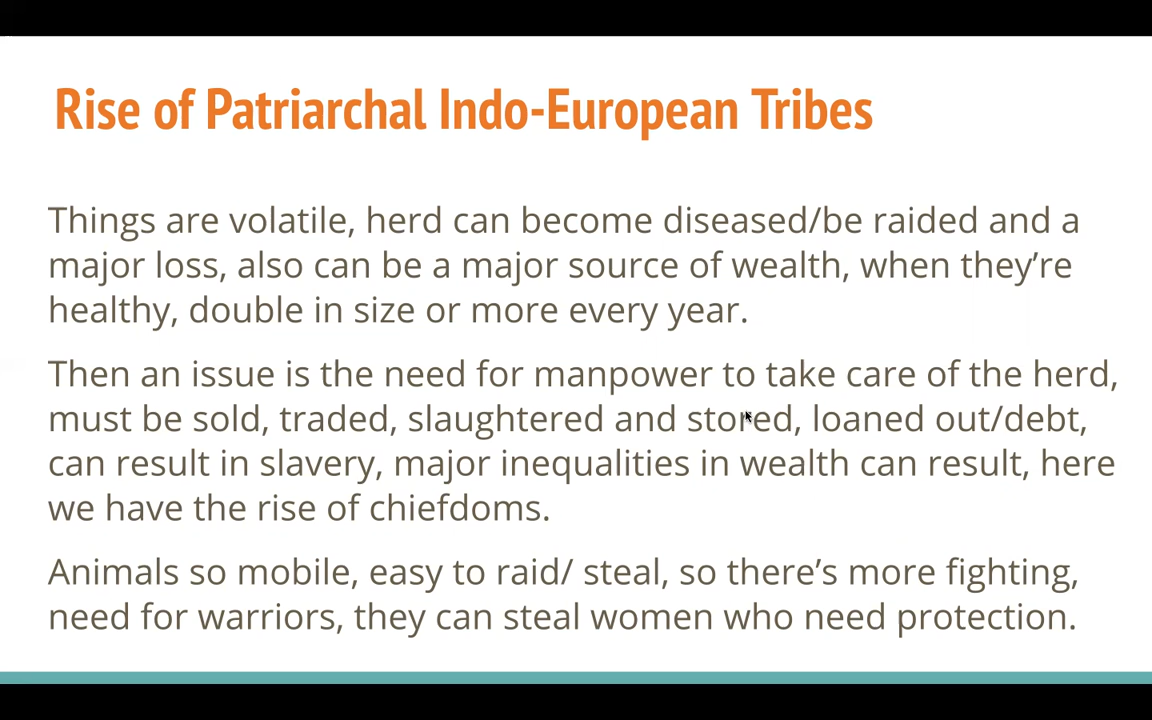 Rise of Patriarchal Indo-European Tribes
Things are volatile, herd can become diseased/be raided and a
major loss, also can be a major source of wealth, when they're
healthy, double in size or more every year.
Then an issue is the need for manpower to take care of the herd,
must be sold, traded, slaughtered and stored, loaned out/debt,
can result in slavery, major inequalities in wealth can result, here
we have the rise of chiefdoms.
Animals so mobile, easy to raid/ steal, so there's more fighting,
need for warriors, they can steal women who need protection.